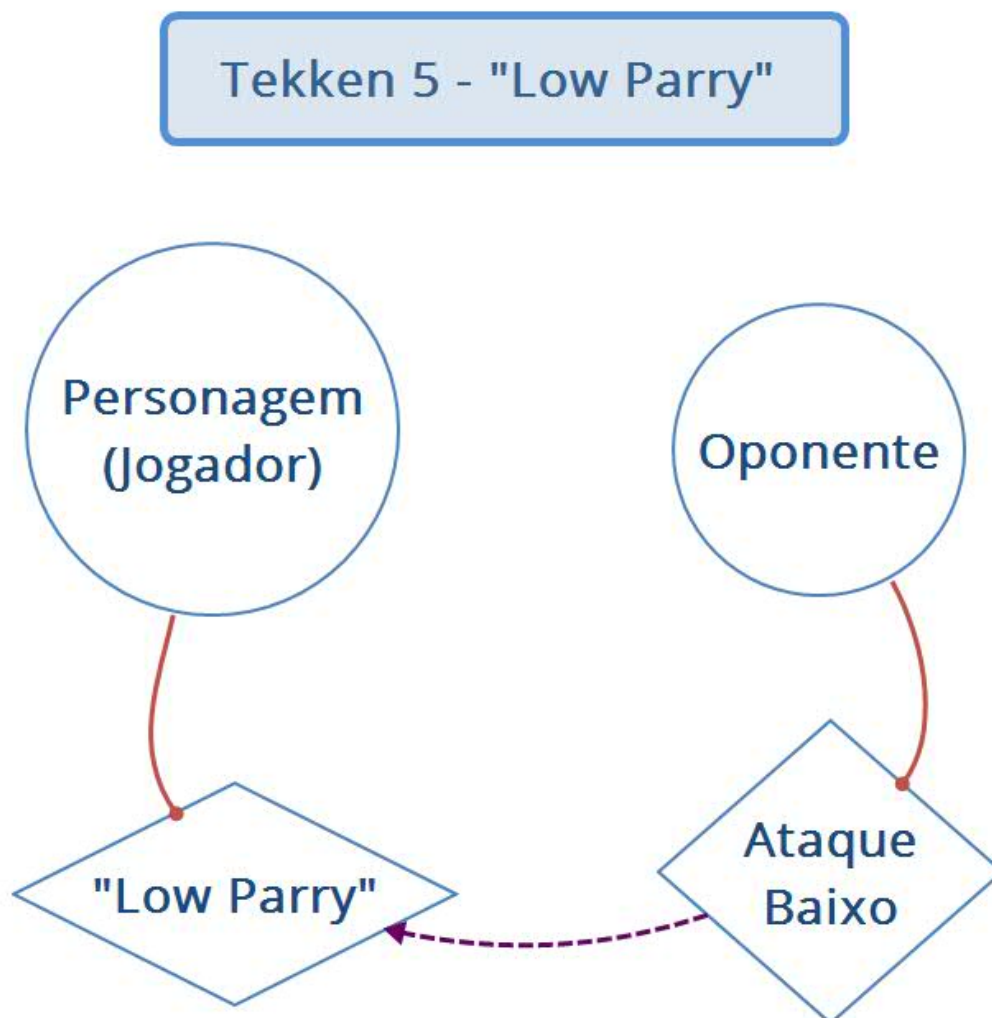 Tekken 5 - "Low Parry"
Personagem
(Jogador)
Oponente
"Low Parry"
Ataque
Baixo